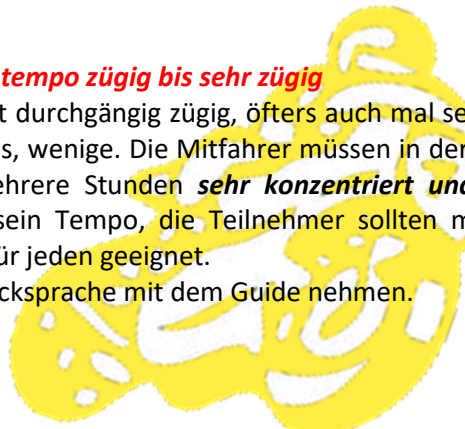 tempo zügig bis sehr zügig
t durchgängig zügig, öfters auch mal se
s, wenige. Die Mitfahrer müssen in der
ehrere Stunden sehr konzentriert und
sein Tempo, die Teilnehmer sollten m
ür jeden geeignet.
cksprache mit dem Guide nehmen.